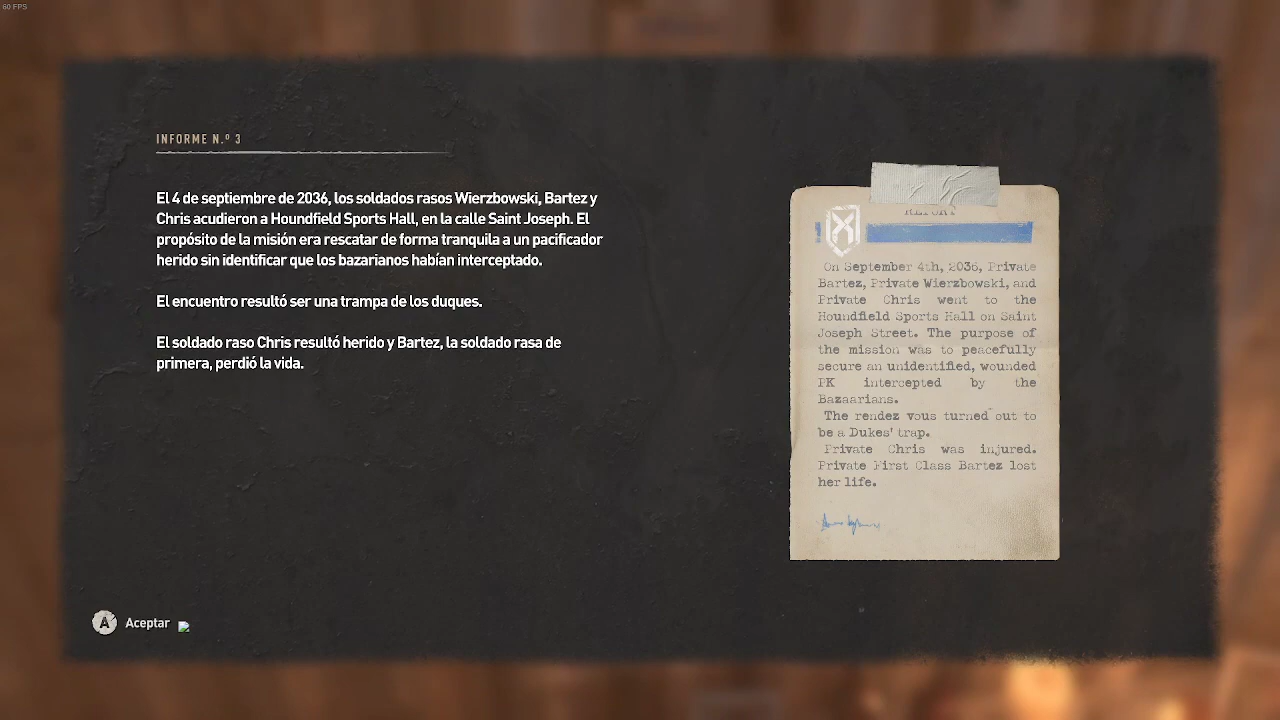 60 FPS
INFORME N.º 3
El 4 de septiembre de 2036, los soldados rasos Wierzbowski, Bartez y
Chris acudieron a Houndfield Sports Hall, en la calle Saint Joseph. El
propósito de la misión era rescatar de forma tranquila a un pacificador
herido sin identificar que los bazarianos habían interceptado.
El encuentro resultó ser una trampa de los duques.
El soldado raso Chris resultó herido y Bartez, la soldado rasa de
primera, perdió la vida.
On September 4th, 2036, Private
Bartez, Private Wierzbowski, and
Private Chris went to the
Houndfield Sports Hall on Saint
Joseph Street. The purpose of
the mission was to peacefully
secure an unidentified, wounded
PK intercepted by the
Bazaarians.
The rendez vous turned out to
be a Dukes' trap.
Private Chris was injured.
Private First Class Bartez lost
her life.
A Aceptar